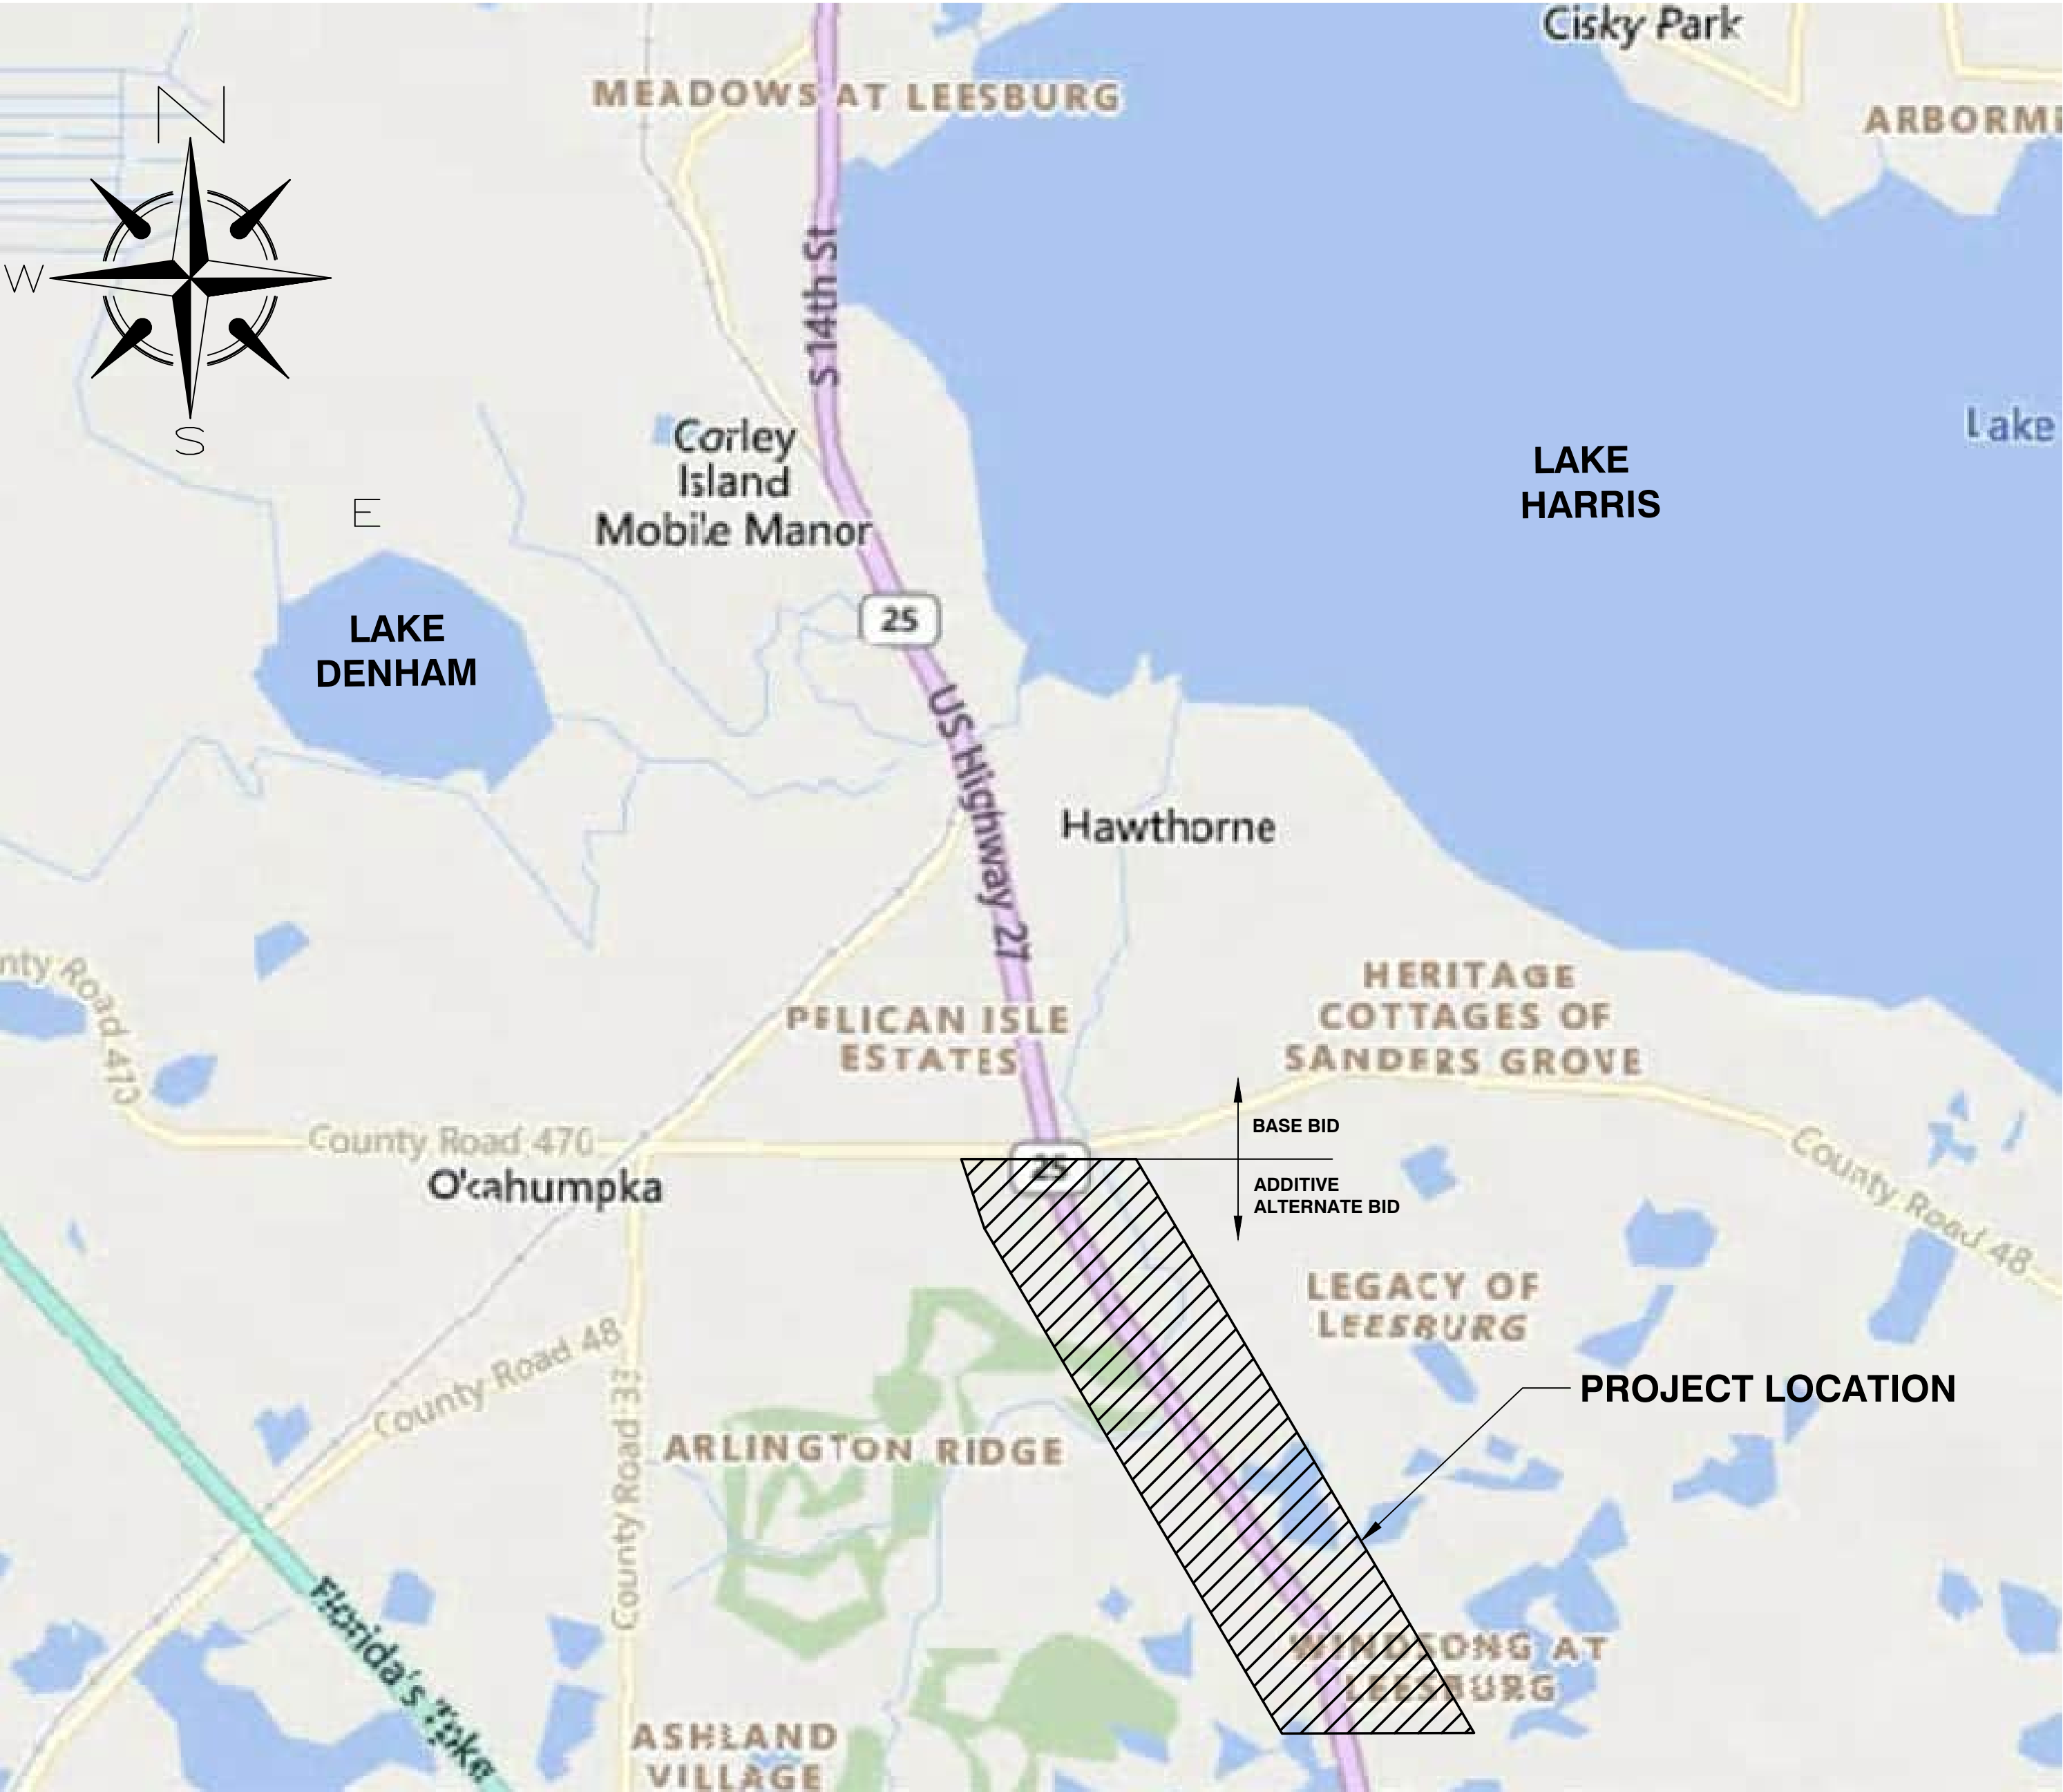 Cisky Park
MEADOWS AT LEESBURG
ARBORMI
N
W
S
E
S 14th St
Corley
Island
Mobile Manor
LAKE
HARRIS
Lake
25
LAKE
DENHAM
US Highway 27
Hawthorne
nty Road 470
PELICAN ISLE
ESTATES
HERITAGE
COTTAGES OF
SANDERS GROVE
BASE BID
County Road 470
O'cahumpka
25
ADDITIVE
ALTERNATE BID
County Road 48
LEGACY OF
LEESBURG
County Road 48
County Road 33
PROJECT LOCATION
ARLINGTON RIDGE
Florida's Tpke
WINDSONG AT
LEESBURG
ASHLAND
VILLAGE